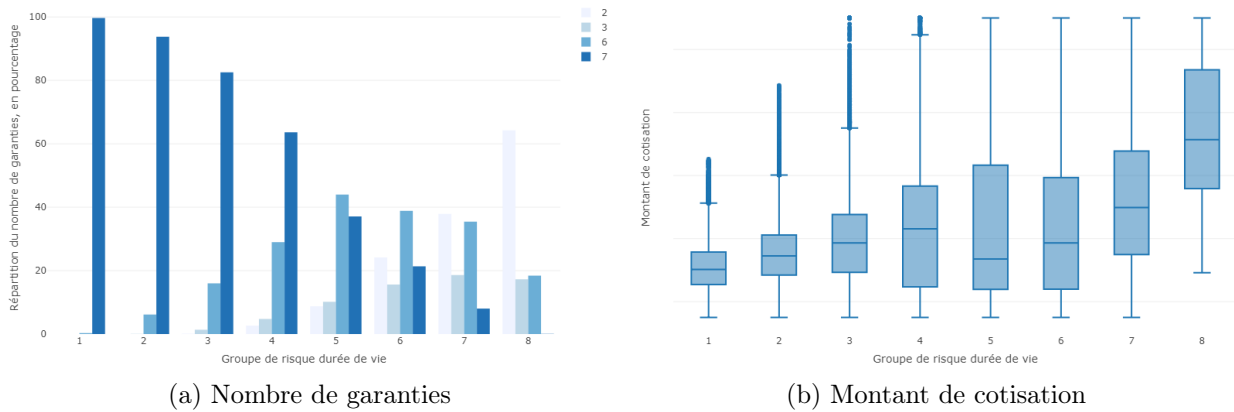 Répartition du nombre de garanties, en pourcentage
100
80
60
40
20
0
1 2 3 4 5 6 7 8
Groupe de risque durée de vie
2
3
6
7
(a) Nombre de garanties
Montant de cotisation
1 2 3 4 5 6 7 8
Groupe de risque durée de vie
(b) Montant de cotisation